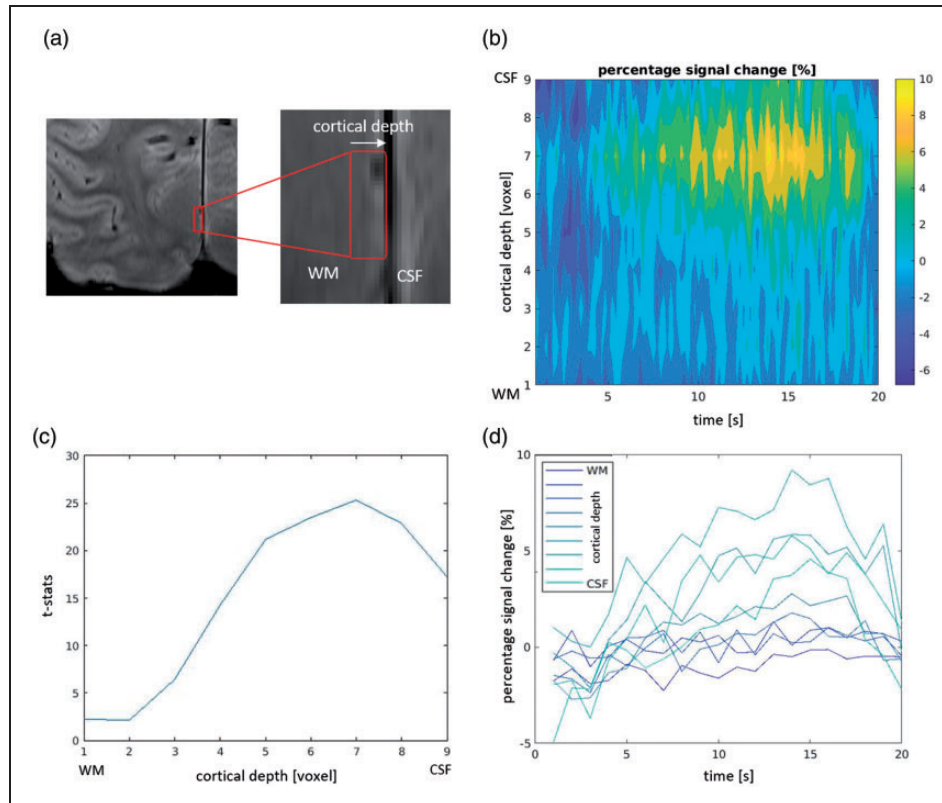 (a)
cortical depth
WM
CSF
(b)
percentage signal change [%]
CSF
9
8
7
6
5
4
3
2
1
WM
cortical depth [voxel]
5
10
15
20
time [s]
10
8
6
4
2
0
-2
-4
-6
(c)
30
25
20
15
10
5
0
t-stats
1
2
3
4
5
6
7
8
9
WM
cortical depth [voxel]
CSF
(d)
10
5
0
-5
percentage signal change [%]
WM
cortical depth
CSF
0
5
10
15
20
time [s]